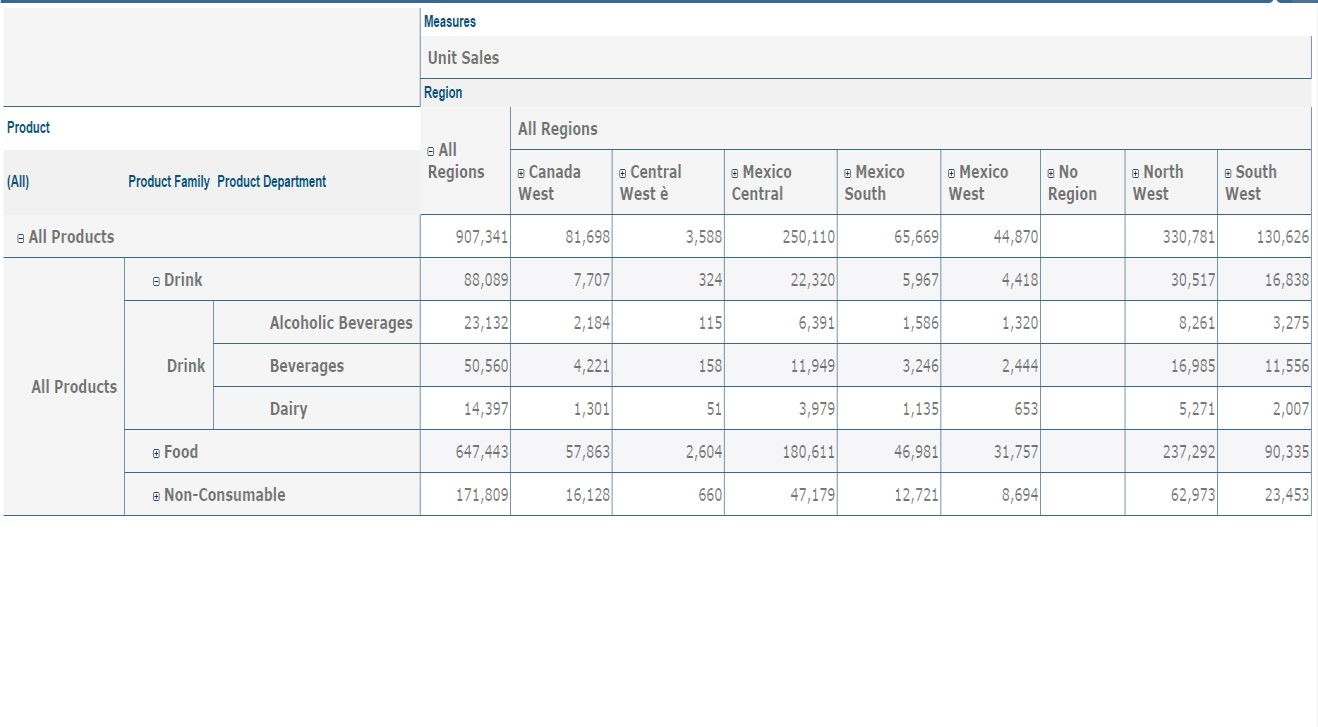 Measures
Unit Sales
Region
Product
All Regions
All
Regions
(All) Product Family Product Department
Canada West
Central West è
Mexico Central
Mexico South
Mexico West
No Region
North West
South West
All Products 907,341 81,698 3,588 250,110 65,669 44,870 330,781 130,626
Drink 88,089 7,707 324 22,320 5,967 4,418 30,517 16,838
Alcoholic Beverages 23,132 2,184 115 6,391 1,586 1,320 8,261 3,275
Drink Beverages 50,560 4,221 158 11,949 3,246 2,444 16,985 11,556
All Products
Dairy 14,397 1,301 51 3,979 1,135 653 5,271 2,007
Food 647,443 57,863 2,604 180,611 46,981 31,757 237,292 90,335
Non-Consumable 171,809 16,128 660 47,179 12,721 8,694 62,973 23,453